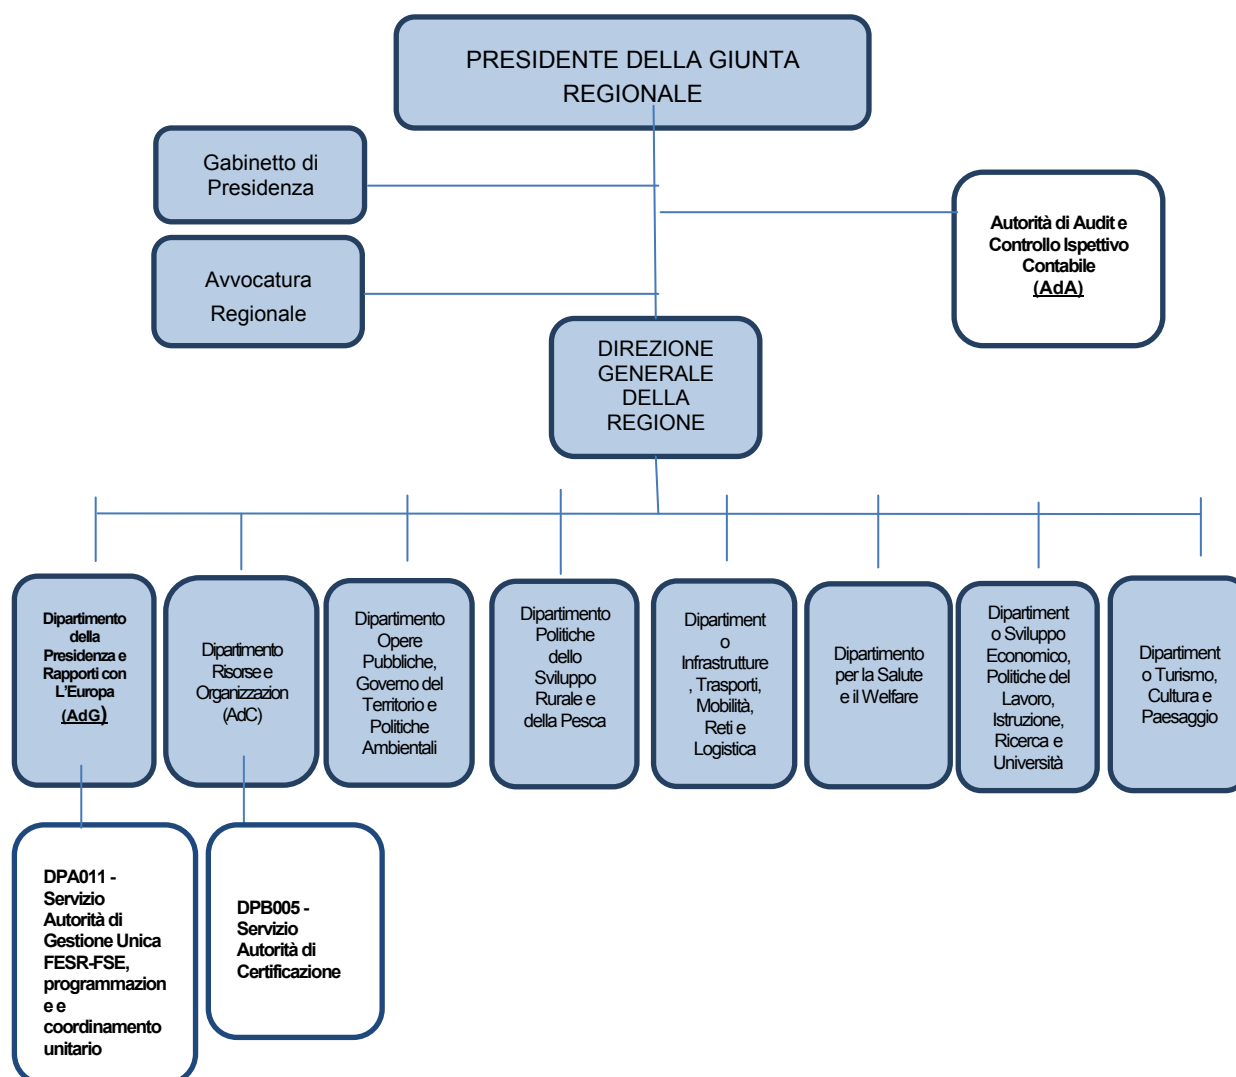 PRESIDENTE DELLA GIUNTA
REGIONALE
Gabinetto di
Presidenza
Autorità di Audit e
Controllo Ispettivo
Contabile
(AdA)
Avvocatura
Regionale
DIREZIONE
GENERALE
DELLA
REGIONE
Dipartimento
della
Presidenza e
Rapporti con
L'Europa
(AdG)
Dipartimento
Risorse e
Organizzazion
(AdC)
Dipartimento
Opere
Pubbliche,
Governo del
Territorio e
Politiche
Ambientali
Dipartimento
Politiche
dello
Sviluppo
Rurale e
della Pesca
Dipartiment
o
Infrastrutture
, Trasporti,
Mobilità,
Reti e
Logistica
Dipartimento
per la Salute
e il Welfare
Dipartiment
o Sviluppo
Economico,
Politiche del
Lavoro,
Istruzione,
Ricerca e
Università
Dipartiment
o Turismo,
Cultura e
Paesaggio
DPA011 -
Servizio
Autorità di
Gestione Unica
FESR-FSE,
programmazion
e e
coordinamento
unitario
DPB005 -
Servizio
Autorità di
Certificazione